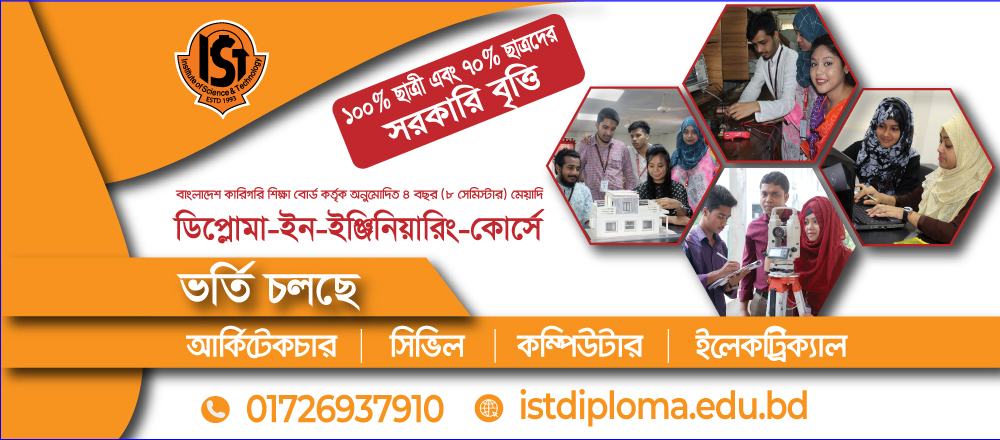 IST
Institute of Science & Technology
ESTD 1993
১০০% ছাত্রী এবং ৭০% ছাত্রদের
সরকারি বৃত্তি
বাংলাদেশ কারিগরি শিক্ষা বোর্ড কর্তৃক অনুমোদিত ৪ বছর (৮ সেমিস্টার) মেয়াদি
ডিপ্লোমা-ইন-ইঞ্জিনিয়ারিং-কোর্সে
ভর্তি চলছে
আর্কিটেকচার | সিভিল | কম্পিউটার | ইলেকট্রিক্যাল
01726937910 istdiploma.edu.bd